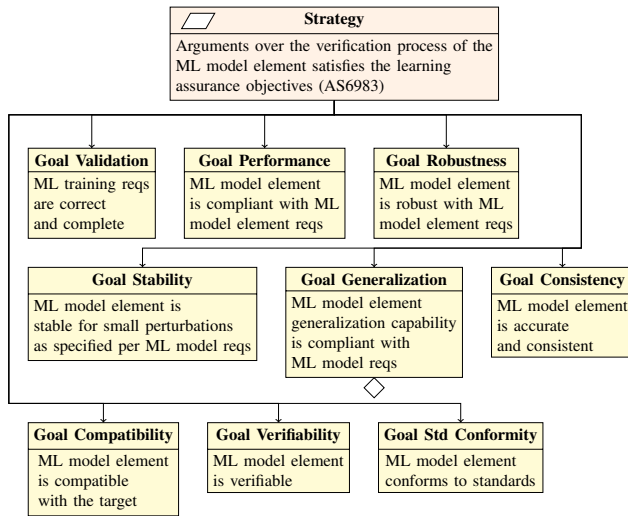 Strategy
Arguments over the verification process of the
ML model element satisfies the learning
assurance objectives (AS6983)
Goal Validation
ML training reqs
are correct
and complete
Goal Performance
ML model element
is compliant with ML
model element reqs
Goal Robustness
ML model element
is robust with ML
model element reqs
Goal Stability
ML model element is
stable for small perturbations
as specified per ML model reqs
Goal Generalization
ML model element
generalization capability
is compliant with
ML model reqs
Goal Consistency
ML model element
is accurate
and consistent
Goal Compatibility
ML model element
is compatible
with the target
Goal Verifiability
ML model element
is verifiable
Goal Std Conformity
ML model element
conforms to standards